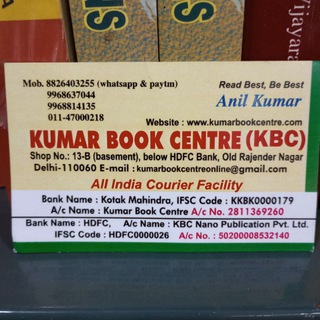 Mob. 8826403255 (whatsapp & paytm)
9968637044
9968814135
011-47000218
Read Best, Be Best
Anil Kumar
Website : www.kumarbookcentre.com
KUMAR BOOK CENTRE (KBC)
Shop No.: 13-B (basement), below HDFC Bank, Old Rajender Nagar
Delhi-110060 E-mail : kumarbookcentreonline@gmail.com
All India Courier Facility
Bank Name : Kotak Mahindra, IFSC Code : KKBK0000179
A/c Name : Kumar Book Centre A/c No. : 2811369260
Bank Name : HDFC, A/c Name : KBC Nano Publication Pvt. Ltd.
IFSC Code : HDFC0000026 A/c No. : 50200008532140
Vijayara